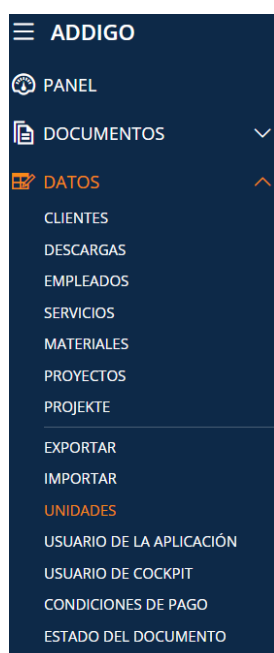 ADDIGO
PANEL
DOCUMENTOS
DATOS
CLIENTES
DESCARGAS
EMPLEADOS
SERVICIOS
MATERIALES
PROYECTOS
PROJEKTE
EXPORTAR
IMPORTAR
UNIDADES
USUARIO DE LA APLICACIÓN
USUARIO DE COCKPIT
CONDICIONES DE PAGO
ESTADO DEL DOCUMENTO